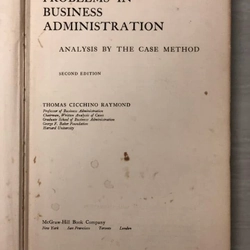 PROBLEMS IN
BUSINESS
ADMINISTRATION
ANALYSIS BY THE CASE METHOD
SECOND EDITION
THOMAS CICCHINO RAYMOND
Professor of Business Administration
Chairman, Written Analysis of Cases
Graduate School of Business Administration
George F. Baker Foundation
Harvard University
McGraw-Hill Book Company
New York San Francisco Toronto London